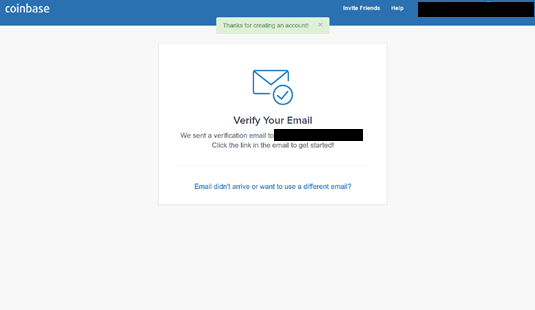 coinbase
Invite Friends
Help
Thanks for creating an account!
×
Verify Your Email
We sent a verification email to
Click the link in the email to get started!
Email didn't arrive or want to use a different email?